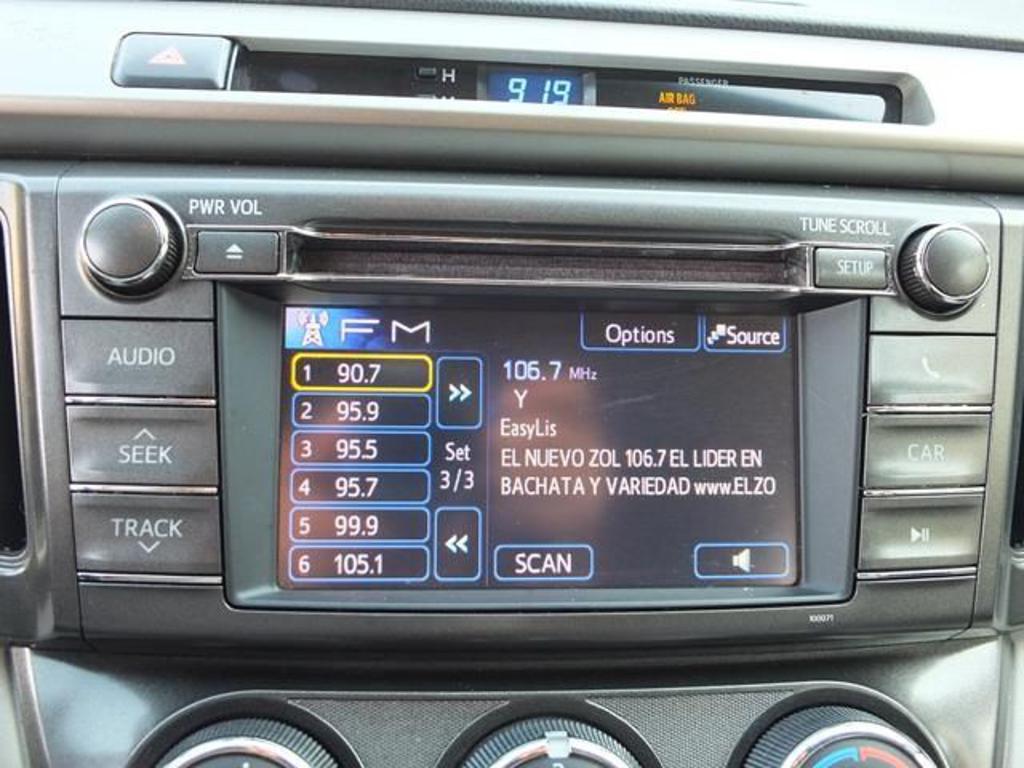 H
9 19
PASSENGER
AIR BAG
PWR VOL
TUNE SCROLL
SETUP
AUDIO
SEEK
TRACK
CAR
FM
Options
Source
1 90.7
2 95.9
3 95.5
4 95.7
5 99.9
6 105.1
>>
Set
3/3
<<
106.7 MHz
Y
EasyLis
EL NUEVO ZOL 106.7 EL LIDER EN
BACHATA Y VARIEDAD www.ELZO
SCAN
100071